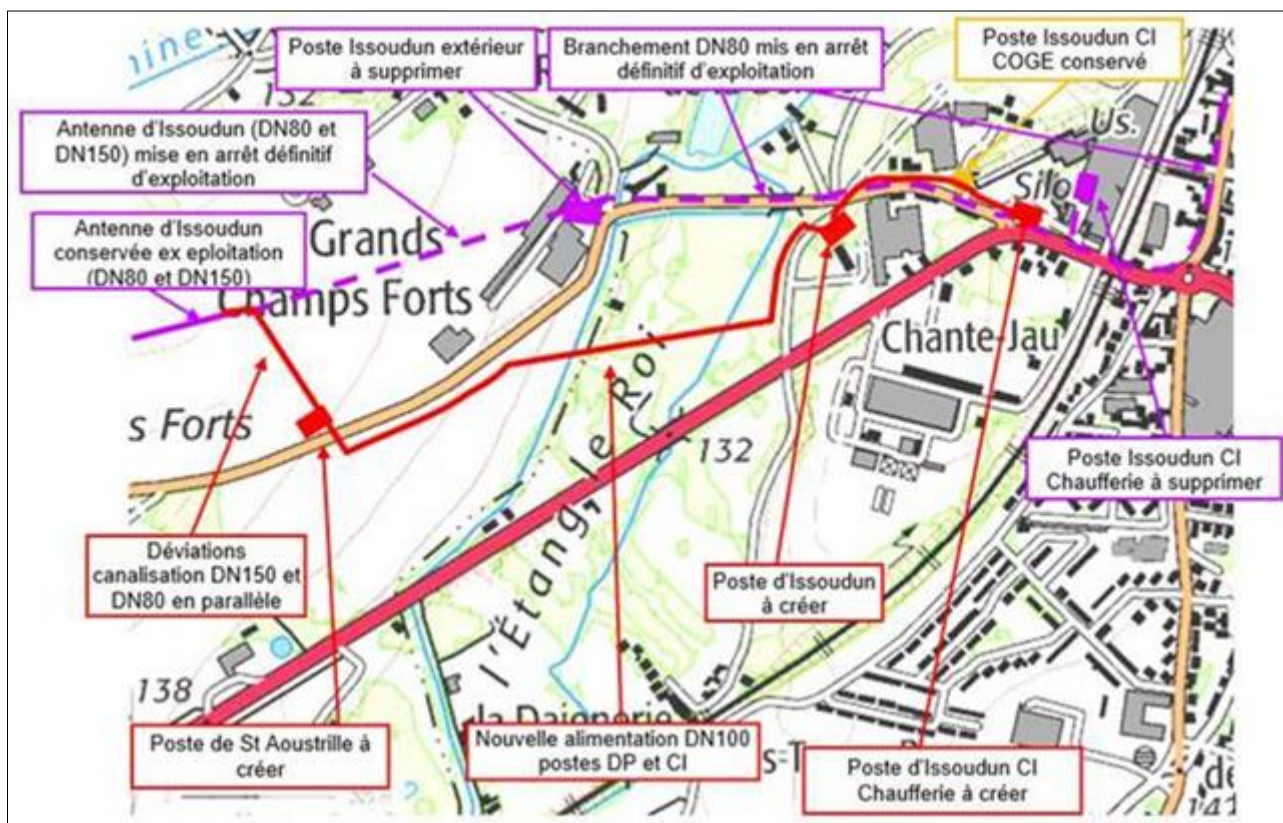 Poste Issoudun extérieur
à supprimer
Branchement DN80 mis en arrêt
définitif d'exploitation
Poste Issoudun CI
COGE conservé
132
Us.
Antenne d'Issoudun (DN80 et
DN150) mise en arrêt définitif
d'exploitation
Silo
Antenne d'Issoudun
conservée ex eploitation
(DN80 et DN150)
Grands
Champs Forts
Chante-Jau
s Forts
132
l'Étang le Roi
Poste Issoudun CI
Chaufferie à supprimer
Déviations
canalisation DN150 et
DN80 en parallèle
Poste d'Issoudun
à créer
138
la Daignerie
Poste de St Aoustrille à
créer
Nouvelle alimentation DN100
postes DP et CI
Poste d'Issoudun CI
Chaufferie à créer